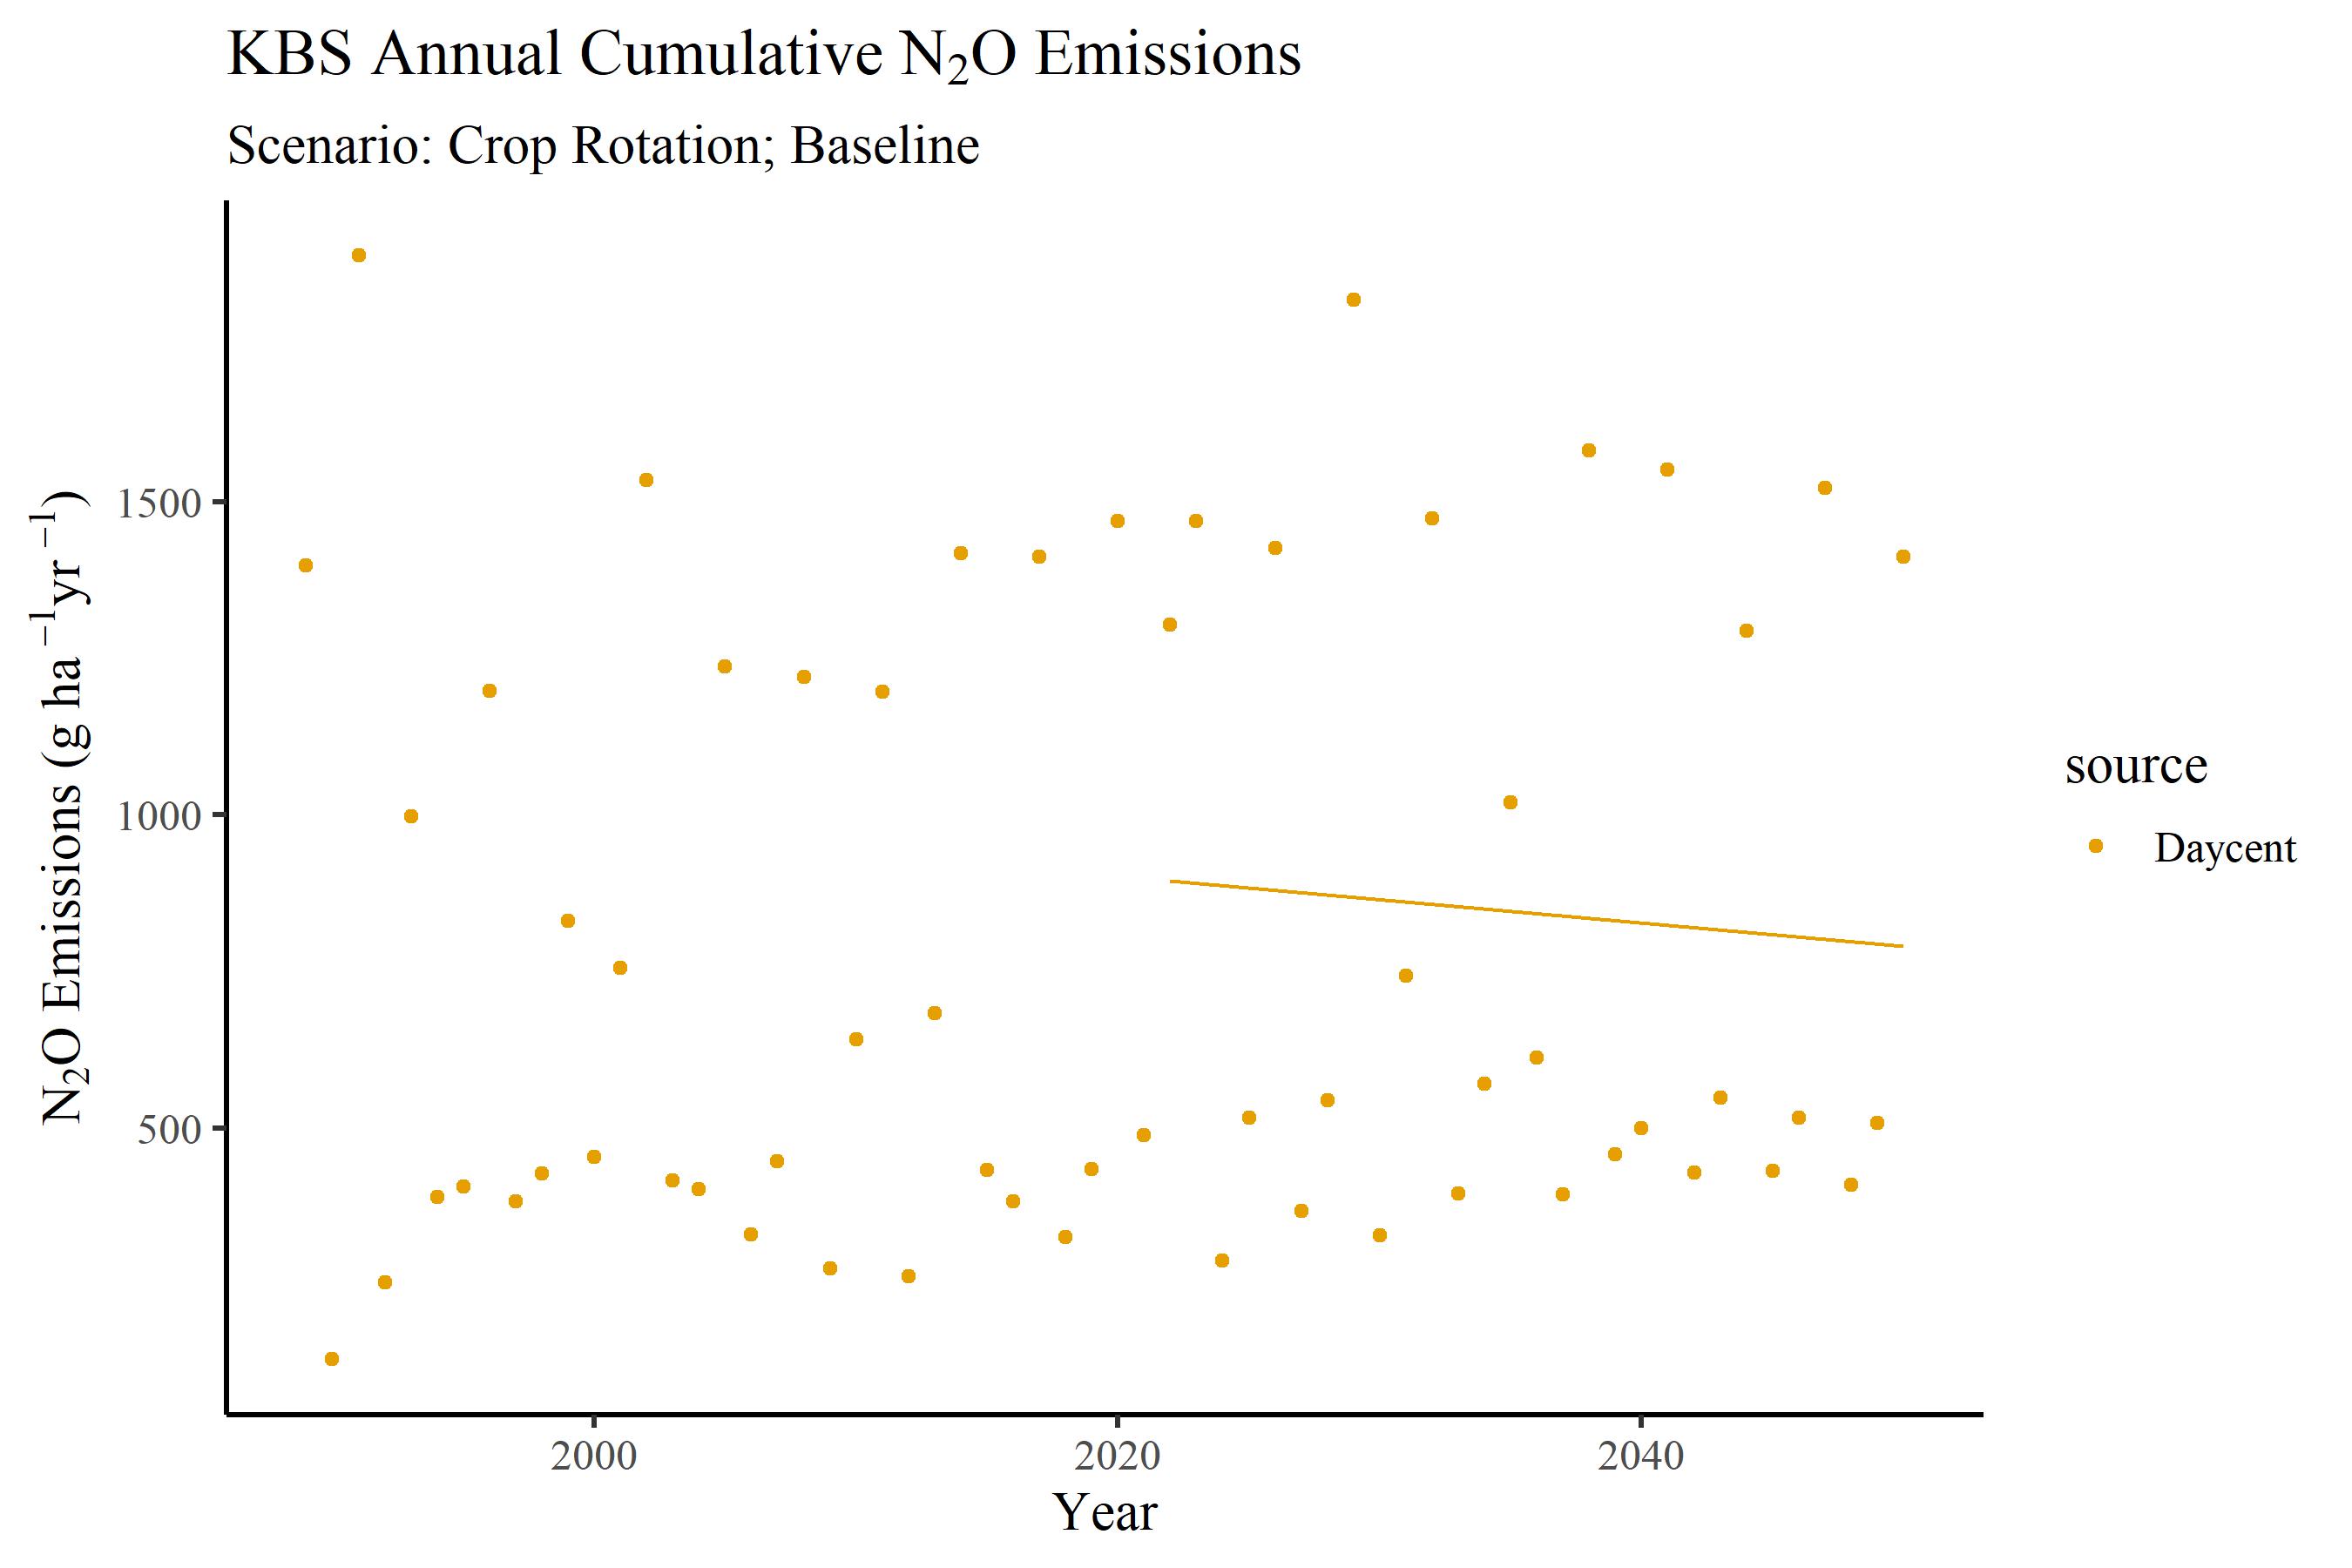 KBS Annual Cumulative N₂O Emissions
Scenario: Crop Rotation; Baseline
N₂O Emissions (g ha ⁻¹yr ⁻¹)
1500
1000
500
2000 2020 2040
Year
source
Daycent